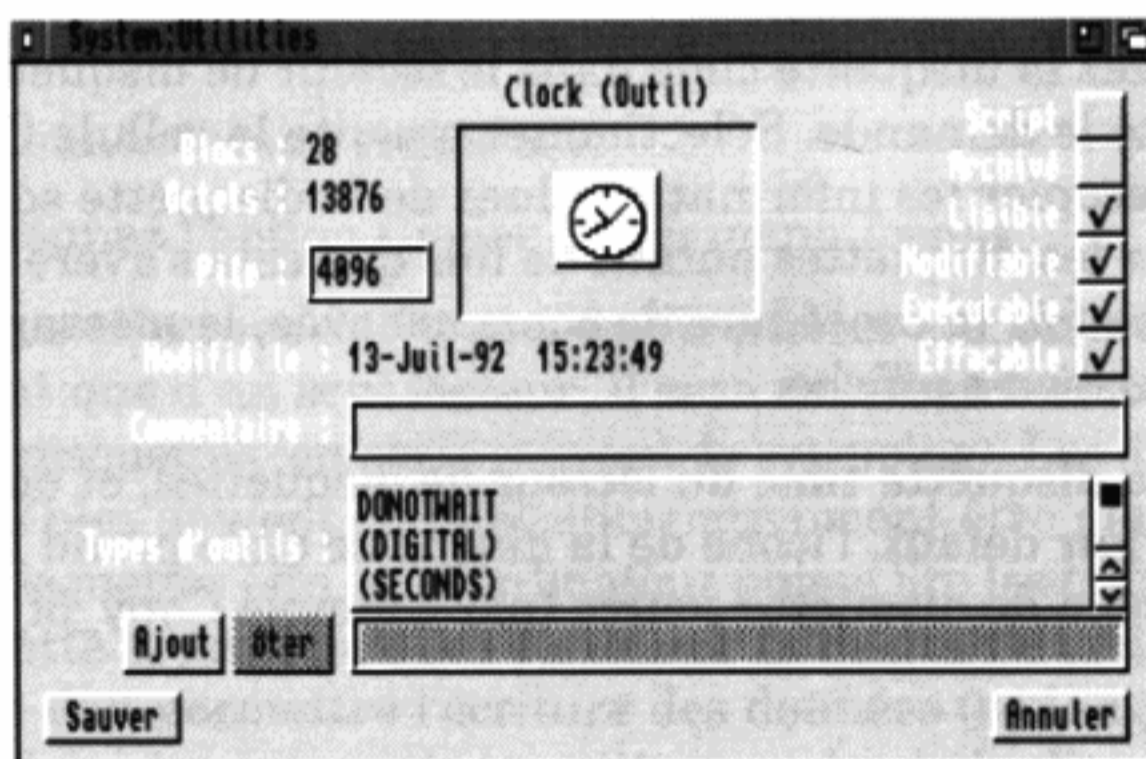 System:Utilities
Clock (Outil)
Blocs : 28
Octets : 13876
Pile : 4096
Modifié le : 13-Juil-92 15:23:49
Script
Archivé
Lisible
Modifiable
Exécutable
Effaçable
Commentaire :
Types d'outils :
DONOTWAIT
(DIGITAL)
(SECONDS)
Ajout
ôter
Sauver
Annuler